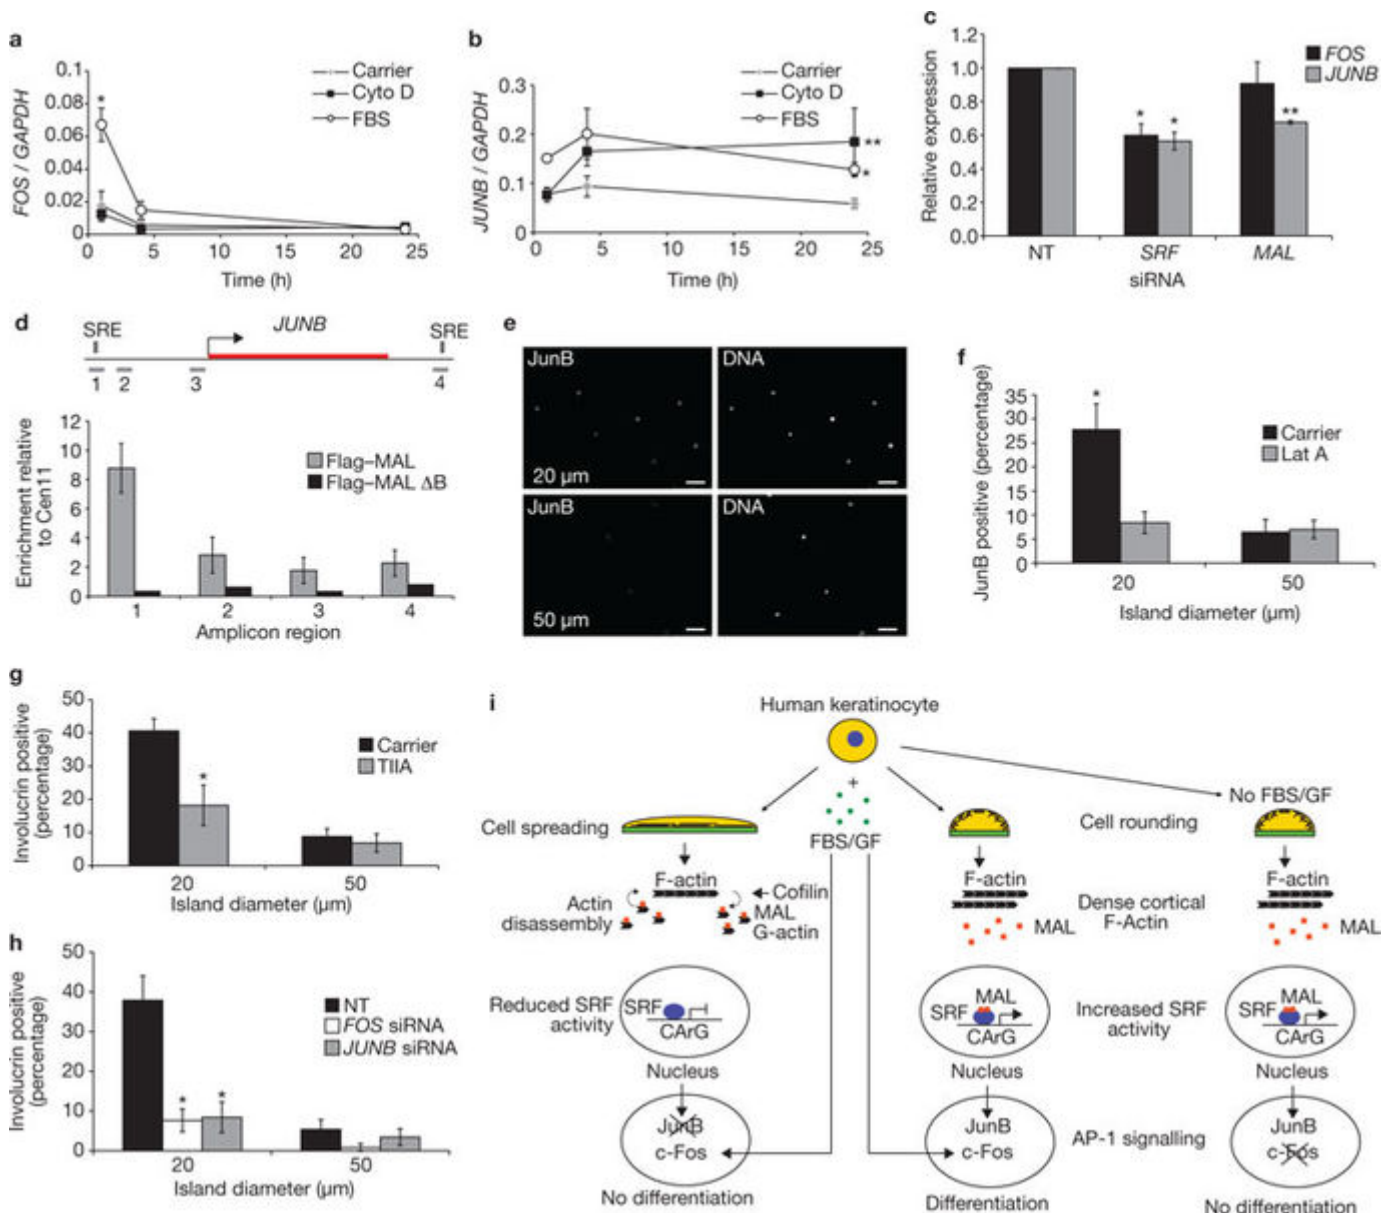 a
0.1
0.08
0.06
0.04
0.02
0
*
Carrier
Cyto D
FBS
FOS / GAPDH
0 5 10 15 20 25
Time (h)
b
0.3
0.2
0.1
0
Carrier
Cyto D
FBS
**
*
JUNB / GAPDH
0 5 10 15 20 25
Time (h)
c
1.2
1.0
0.8
0.6
0.4
0.2
0.0
FOS
JUNB
* * **
*
Relative expression
NT SRF MAL
siRNA
d
SRE JUNB SRE
1 2 3 4
12
10
8
6
4
2
0
Flag–MAL
Flag–MAL ΔB
Enrichment relative
to Cen11
1 2 3 4
Amplicon region
e
JunB DNA
20 µm
JunB DNA
50 µm
f
35
30
25
20
15
10
5
0
*
Carrier
Lat A
JunB positive (percentage)
20 50
Island diameter (µm)
g
50
40
30
20
10
0
*
Carrier
TIIA
Involucrin positive
(percentage)
20 50
Island diameter (µm)
h
50
40
30
20
10
0
* *
NT
FOS siRNA
JUNB siRNA
Involucrin positive
(percentage)
20 50
Island diameter (µm)
i
Human keratinocyte
+
FBS/GF
No FBS/GF
Cell spreading
Cell rounding
F-actin
Cofilin
Actin
disassembly
MAL
G-actin
F-actin
MAL
Dense cortical
F-Actin
F-actin
MAL
Reduced SRF
activity
SRF
CArG
Nucleus
MAL
SRF
CArG
Nucleus
Increased SRF
activity
MAL
SRF
CArG
Nucleus
JunB
c-Fos
No differentiation
JunB
c-Fos
Differentiation
AP-1 signalling
JunB
c-Fos
No differentiation